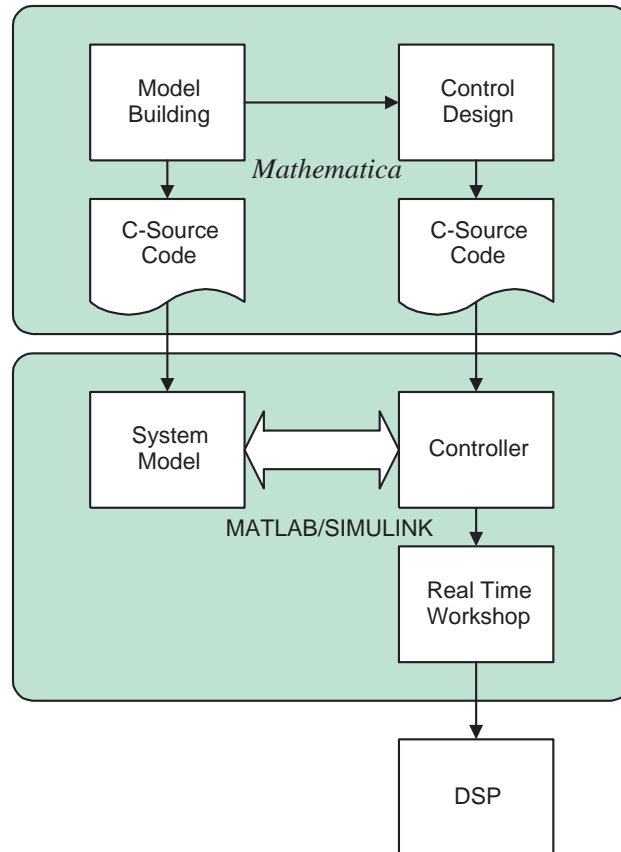 Model
Building
Control
Design
Mathematica
C-Source
Code
C-Source
Code
System
Model
Controller
MATLAB/SIMULINK
Real Time
Workshop
DSP